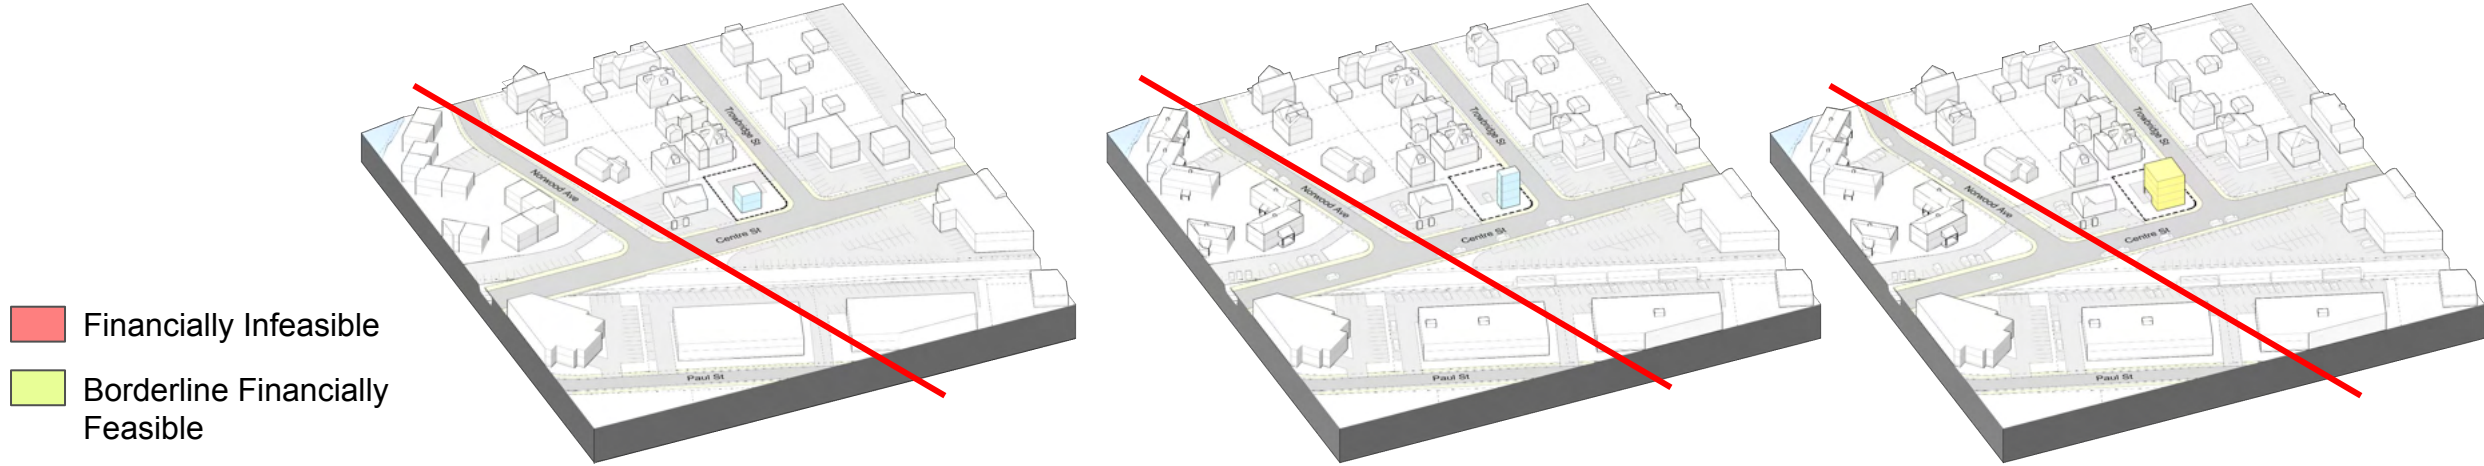 Trowbridge St
Norwood Ave
Centre St
Paul St
Trowbridge St
Norwood Ave
Centre St
Paul St
Trowbridge St
Norwood Ave
Centre St
Paul St
Financially Infeasible
Borderline Financially
Feasible